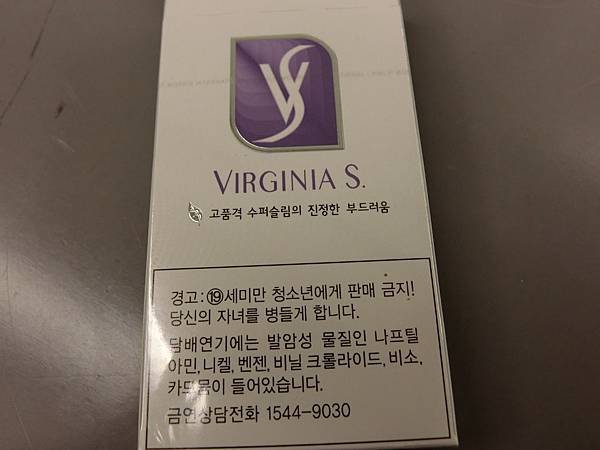 VS
VIRGINIA S.
고품격 수퍼슬림의 진정한 부드러움
경고:⑲세미만 청소년에게 판매 금지!
당신의 자녀를 병들게 합니다.
담배연기에는 발암성 물질인 나프틸
아민, 니켈, 벤젠, 비닐 크롤라이드, 비소,
카드뮴이 들어있습니다.
금연상담전화 1544-9030